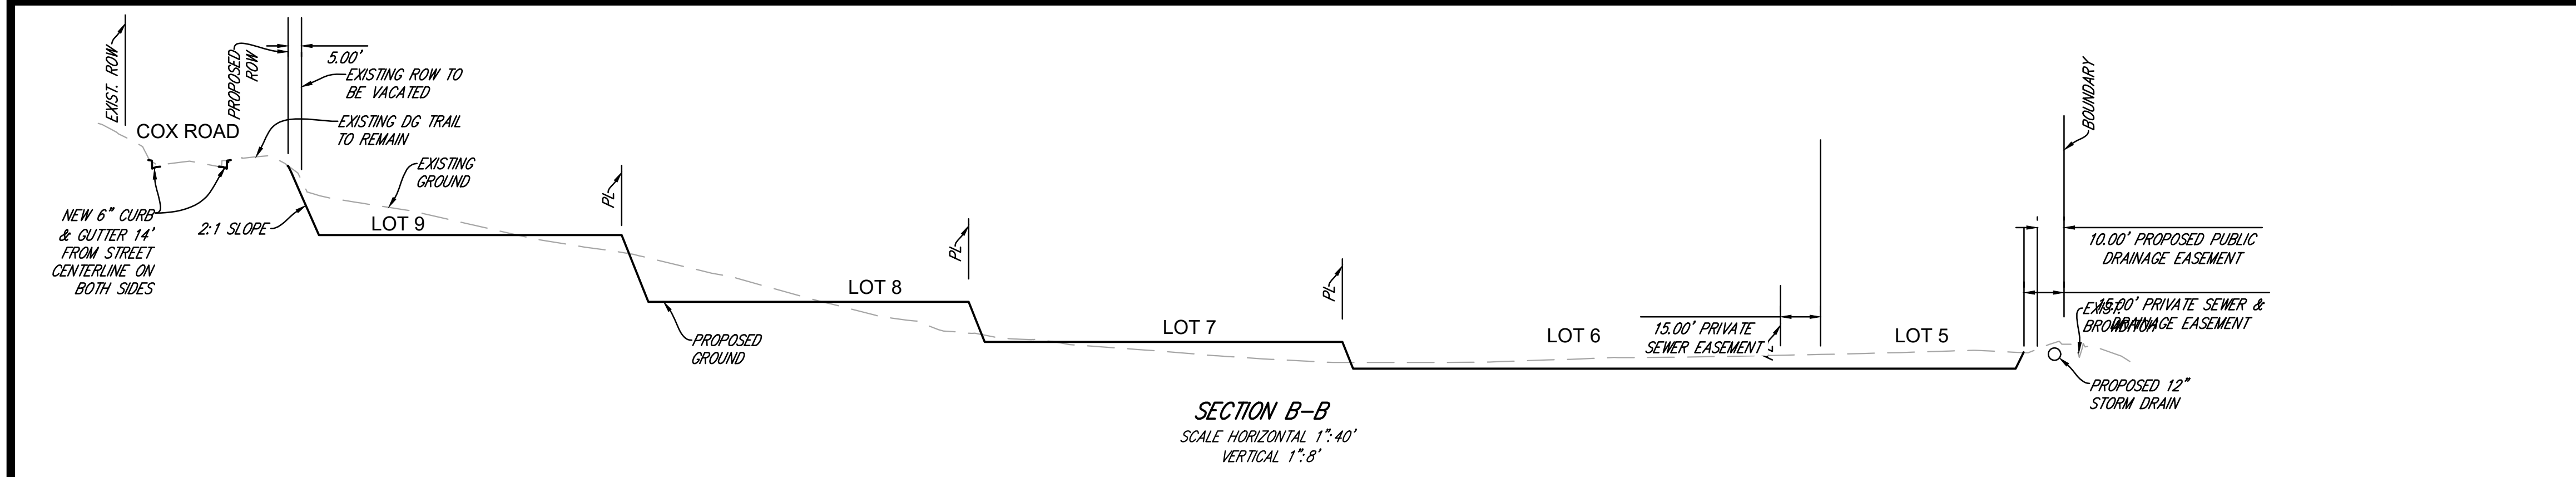 EXIST. ROW
PROPOSED
ROW
5.00'
EXISTING ROW TO
BE VACATED
COX ROAD
EXISTING DG TRAIL
TO REMAIN
EXISTING
GROUND
NEW 6" CURB
& GUTTER 14'
FROM STREET
CENTERLINE ON
BOTH SIDES
2:1 SLOPE
LOT 9
PL
LOT 8
PROPOSED
GROUND
PL
LOT 7
PL
LOT 6
15.00' PRIVATE
SEWER EASEMENT
LOT 5
BOUNDARY
10.00' PROPOSED PUBLIC
DRAINAGE EASEMENT
15.00' PRIVATE SEWER &
DRAINAGE EASEMENT
EXIST.
BROWDITCH
PROPOSED 12"
STORM DRAIN
SECTION B-B
SCALE HORIZONTAL 1":40'
VERTICAL 1":8'